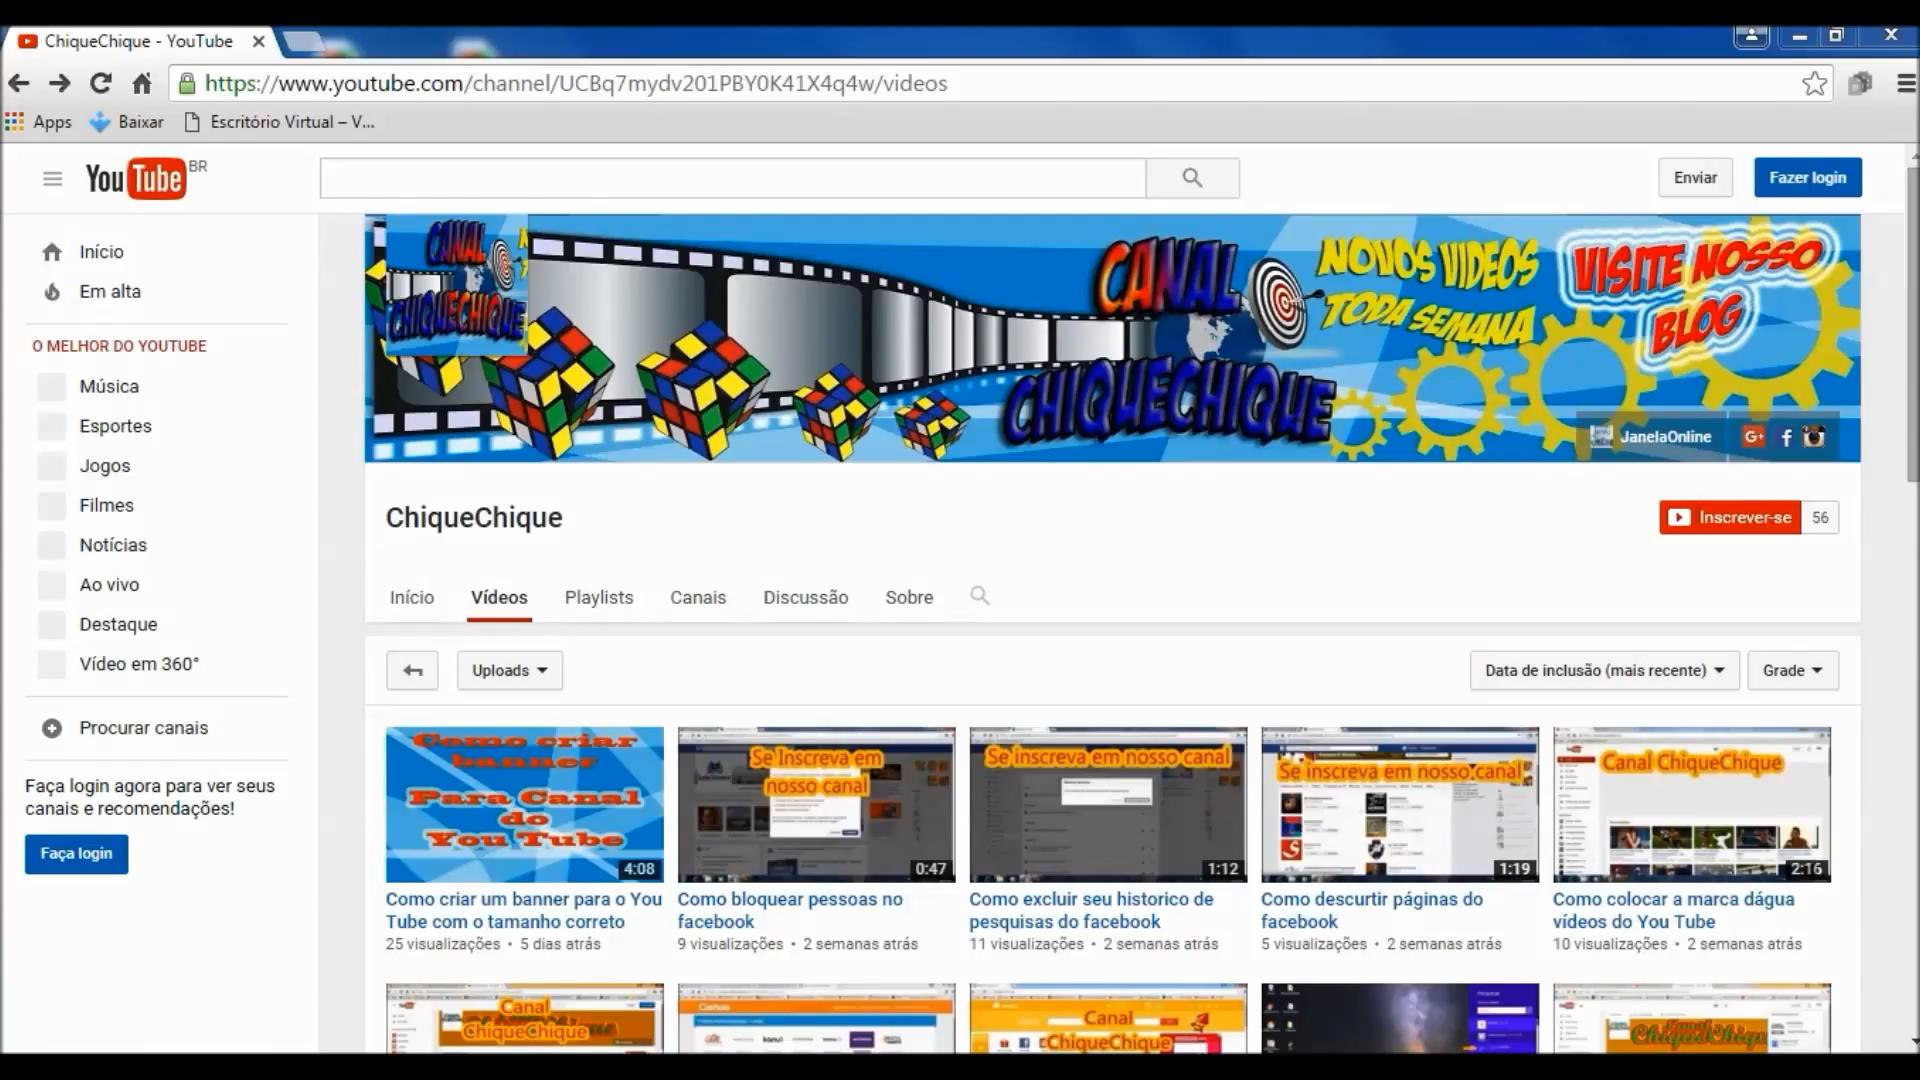 ChiqueChique - YouTube
https://www.youtube.com/channel/UCBq7mydv201PBY0K41X4q4w/videos
Apps
Baixar
Escritório Virtual – V...
YouTube BR
Enviar
Fazer login
Início
Em alta
O MELHOR DO YOUTUBE
Música
Esportes
Jogos
Filmes
Notícias
Ao vivo
Destaque
Vídeo em 360°
Procurar canais
Faça login agora para ver seus
canais e recomendações!
Faça login
CANAL
CHIQUECHIQUE
CANAL
CHIQUECHIQUE
NOVOS VIDEOS
TODA SEMANA
VISITE NOSSO
BLOG
JanelaOnline
G+ f
ChiqueChique
Inscrever-se 56
Início
Vídeos
Playlists
Canais
Discussão
Sobre
Uploads
Data de inclusão (mais recente)
Grade
Como criar
banner
Para Canal
do
You Tube
4:08
Como criar um banner para o You
Tube com o tamanho correto
25 visualizações • 5 dias atrás
Se Inscreva em
nosso canal
0:47
Como bloquear pessoas no
facebook
9 visualizações • 2 semanas atrás
Se inscreva em nosso canal
1:12
Como excluir seu historico de
pesquisas do facebook
11 visualizações • 2 semanas atrás
Se inscreva em nosso canal
1:19
Como descurtir páginas do
facebook
5 visualizações • 2 semanas atrás
Canal ChiqueChique
2:16
Como colocar a marca dágua
vídeos do You Tube
10 visualizações • 2 semanas atrás
Canal
ChiqueChique
Canal
ChiqueChique